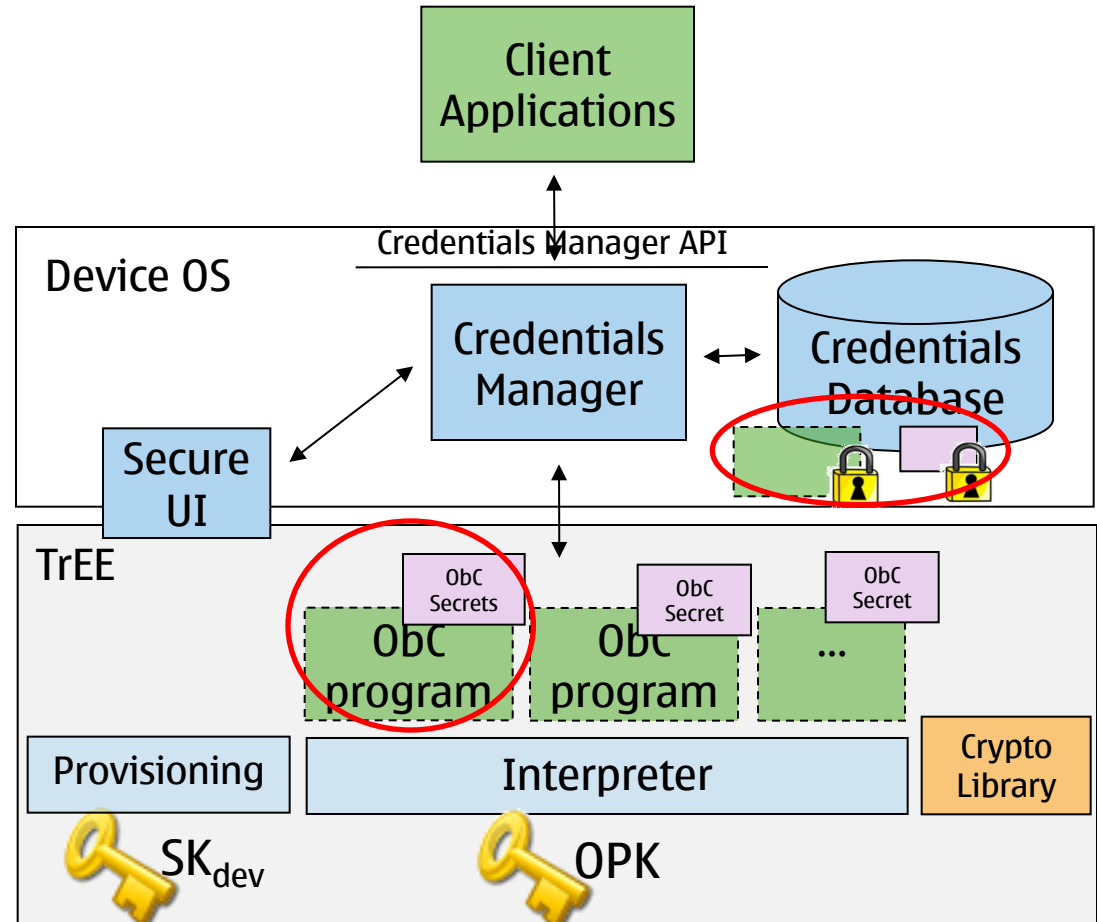 Client
Applications
Credentials Manager API
Device OS
Credentials
Manager
Credentials
Database
Secure
UI
TrEE
ObC
Secrets
ObC
program
ObC
Secret
ObC
program
ObC
Secret
...
Provisioning
Interpreter
Crypto
Library
SKdev
OPK